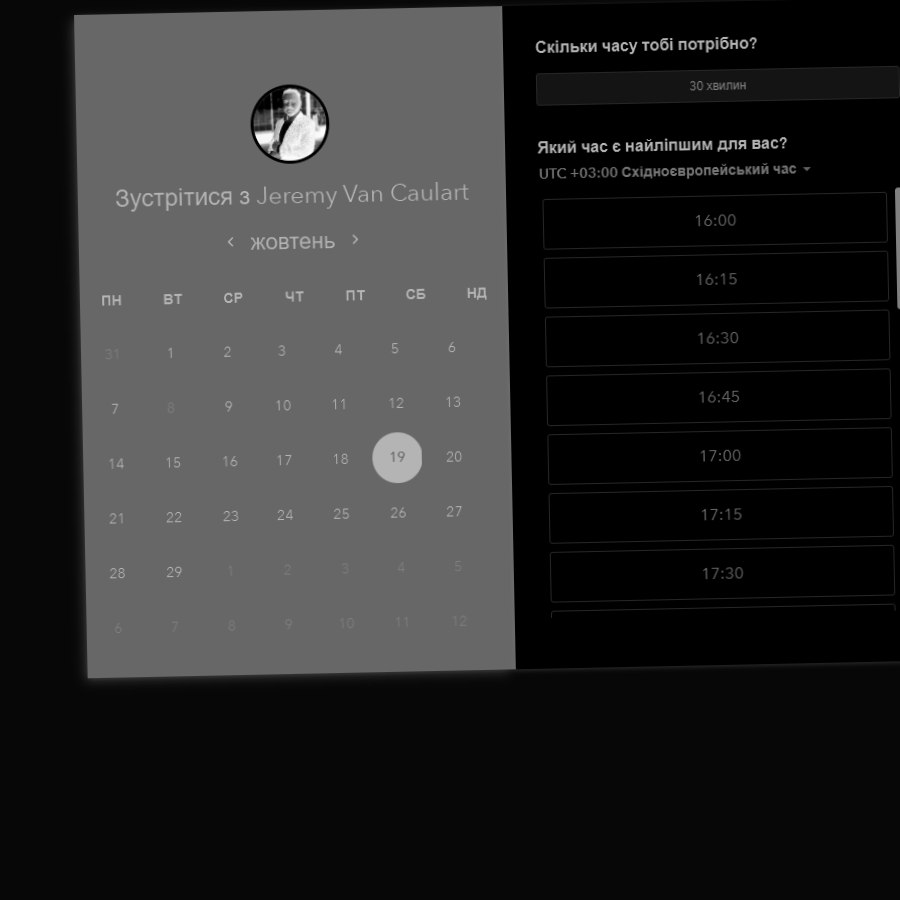 Зустрітися з Jeremy Van Caulart
жовтень
ПН ВТ СР ЧТ ПТ СБ НД
31 1 2 3 4 5 6
7 8 9 10 11 12 13
14 15 16 17 18 19 20
21 22 23 24 25 26 27
28 29 1 2 3 4 5
6 7 8 9 10 11 12
Скільки часу тобі потрібно?
30 хвилин
Який час є найліпшим для вас?
UTC +03:00 Східноєвропейський час
16:00
16:15
16:30
16:45
17:00
17:15
17:30